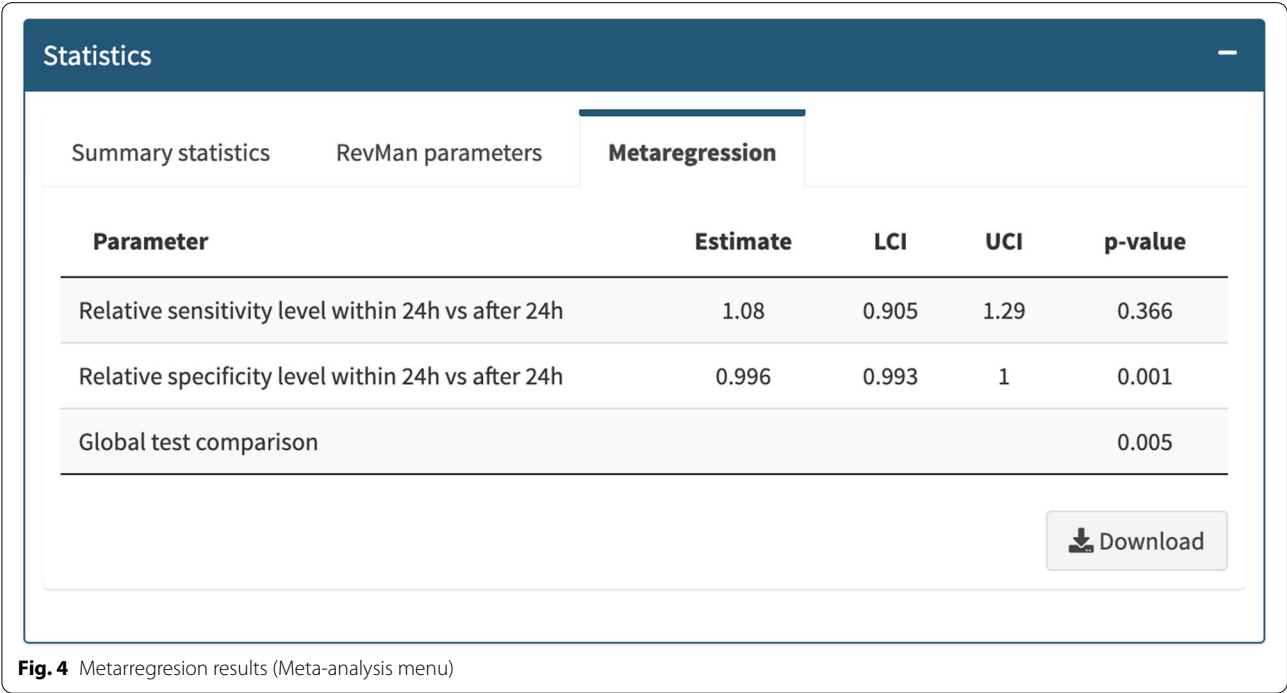 Statistics
Summary statistics RevMan parameters Metaregression
Parameter Estimate LCI UCI p-value
Relative sensitivity level within 24h vs after 24h 1.08 0.905 1.29 0.366
Relative specificity level within 24h vs after 24h 0.996 0.993 1 0.001
Global test comparison 0.005
Download
Fig. 4 Metarregresion results (Meta-analysis menu)